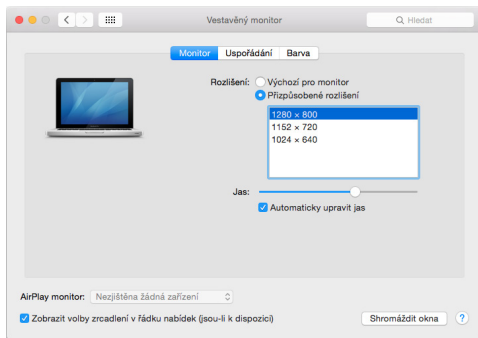 Vestavěný monitor
Hledat
Monitor Uspořádání Barva
Rozlišení: Výchozí pro monitor
Přizpůsobené rozlišení
1280 × 800
1152 × 720
1024 × 640
Jas:
Automaticky upravit jas
AirPlay monitor: Nezjištěna žádná zařízení
Zobrazit volby zrcadlení v řádku nabídek (jsou-li k dispozici) Shromáždit okna ?